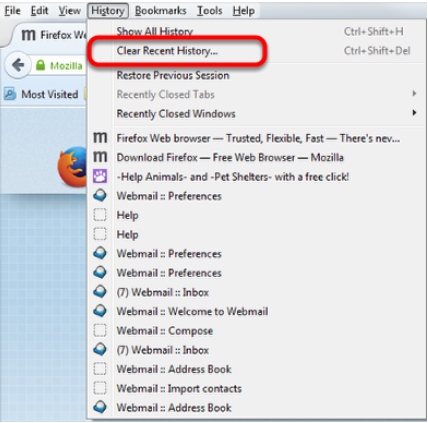 File Edit View History Bookmarks Tools Help
Firefox We
Show All History Ctrl+Shift+H
Clear Recent History... Ctrl+Shift+Del
Mozilla
Restore Previous Session
Most Visited
Recently Closed Tabs
Recently Closed Windows
m Firefox Web browser — Trusted, Flexible, Fast — There's nev...
m Download Firefox — Free Web Browser — Mozilla
-Help Animals- and -Pet Shelters- with a free click!
Webmail :: Preferences
Help
Help
Webmail :: Preferences
Webmail :: Preferences
(7) Webmail :: Inbox
Webmail :: Welcome to Webmail
Webmail :: Compose
(7) Webmail :: Inbox
Webmail :: Address Book
Webmail :: Import contacts
Webmail :: Address Book